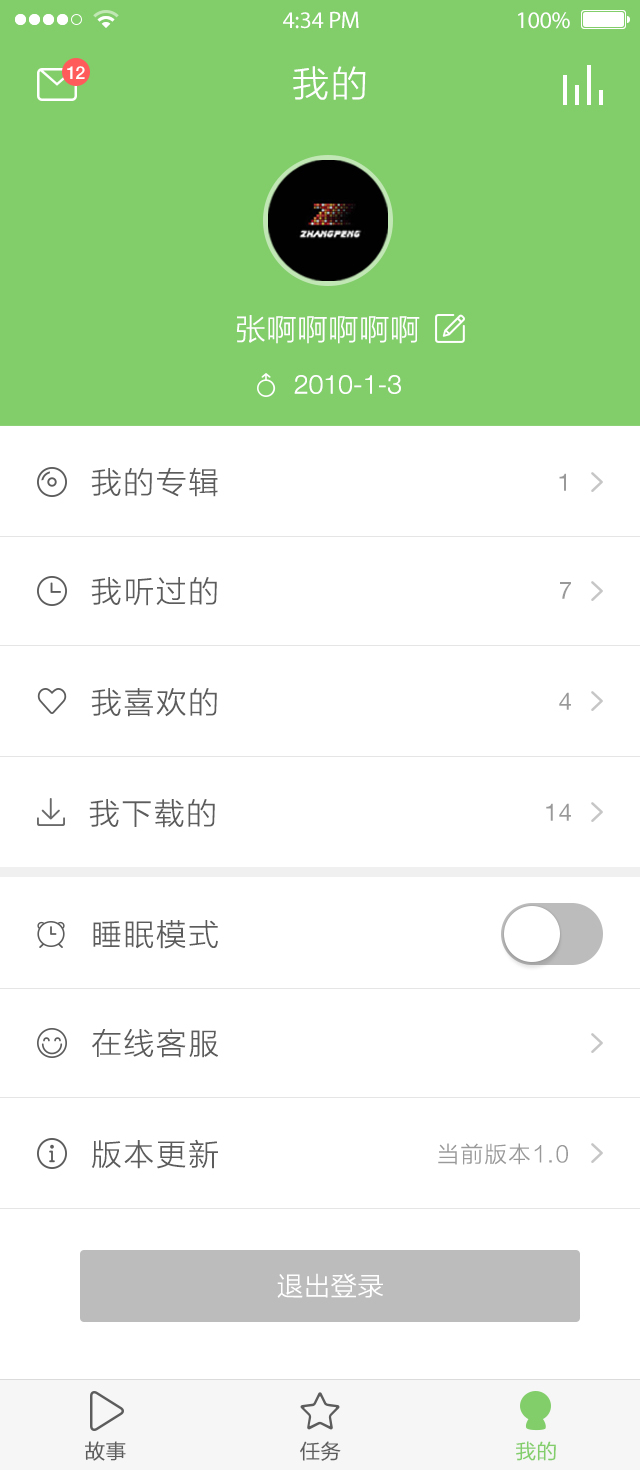 4:34 PM
100%
12
我的
ZHANGPENG
张啊啊啊啊啊
2010-1-3
我的专辑
1
我听过的
7
我喜欢的
4
我下载的
14
睡眠模式
在线客服
版本更新
当前版本1.0
退出登录
故事
任务
我的